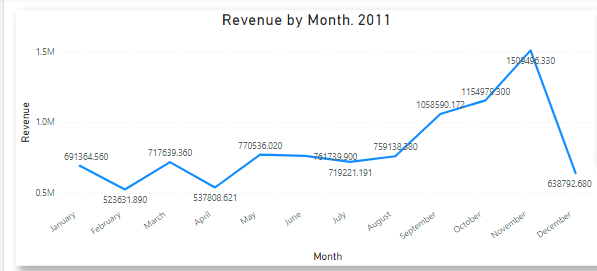 Revenue by Month. 2011
1.5M
1.0M
0.5M
Revenue
691364.560
523631.890
717639.360
537808.621
770536.020
761739.900
719221.191
759138.380
1058590.172
1154979.300
1509496.330
638792.680
January
February
March
April
May
June
July
August
September
October
November
December
Month